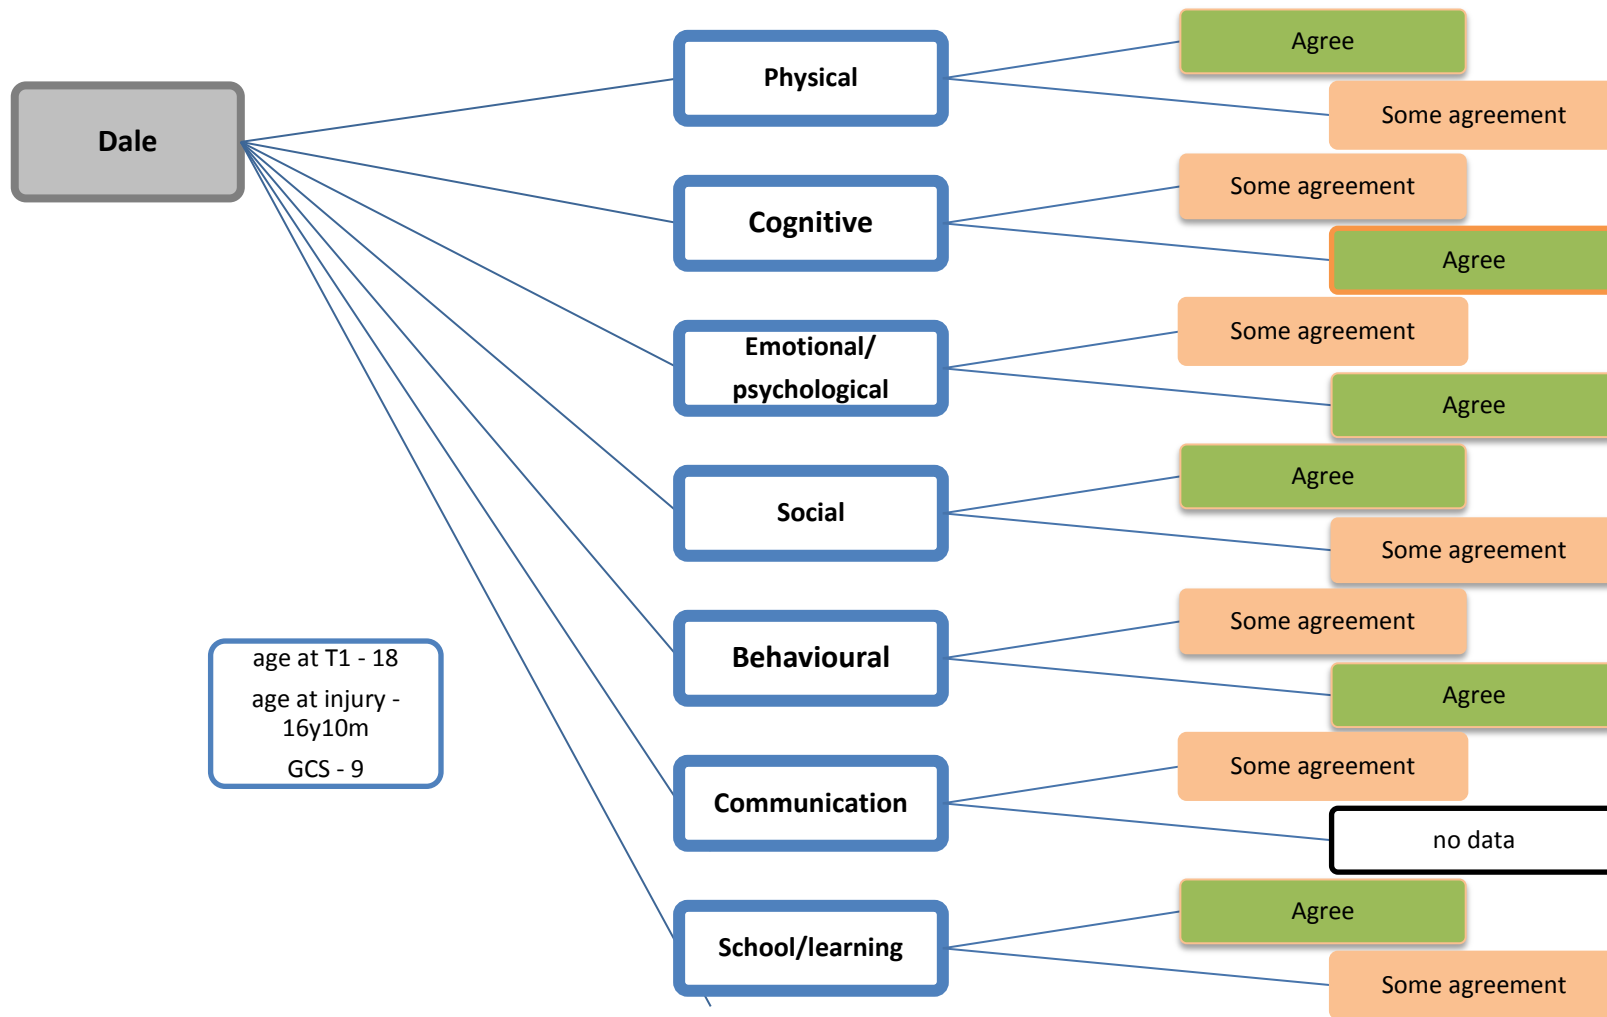 Dale
Physical
Agree
Some agreement
Cognitive
Some agreement
Agree
Emotional/
psychological
Some agreement
Agree
Social
Agree
Some agreement
Behavioural
Some agreement
Agree
Communication
Some agreement
no data
School/learning
Agree
Some agreement
age at T1 - 18
age at injury -
16y10m
GCS - 9